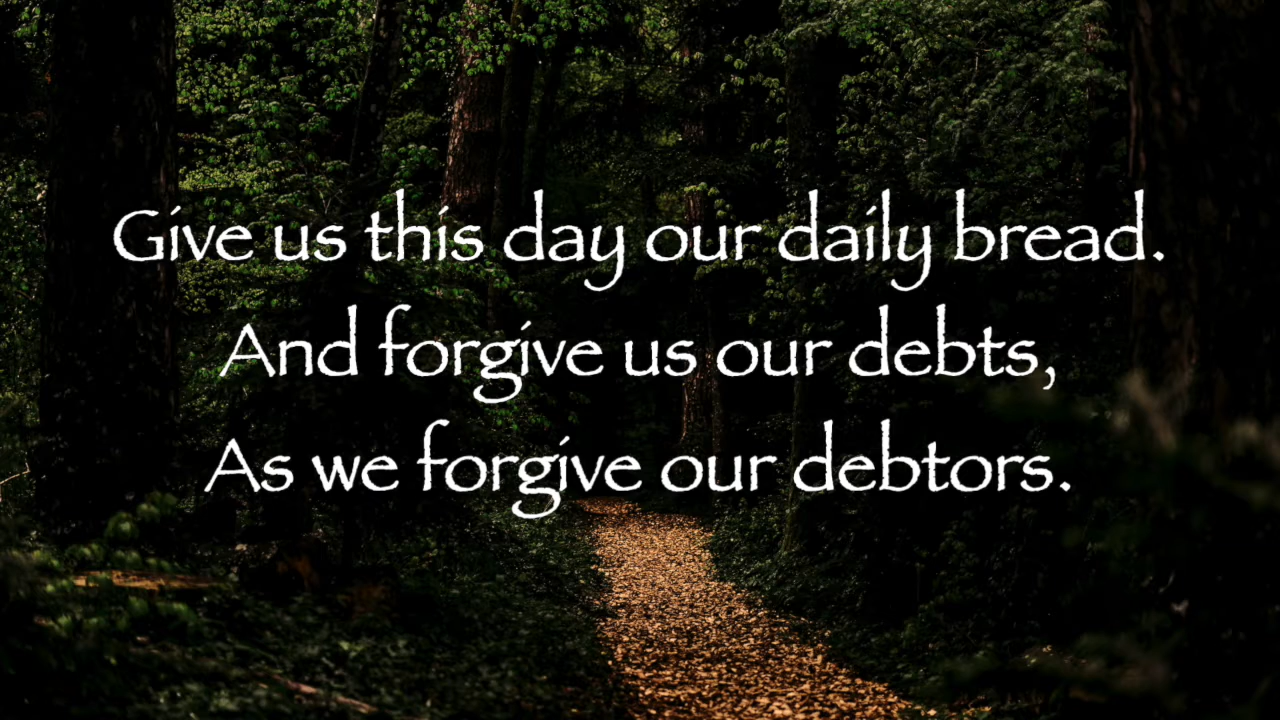 Give us this day our daily bread.
And forgive us our debts,
As we forgive our debtors.